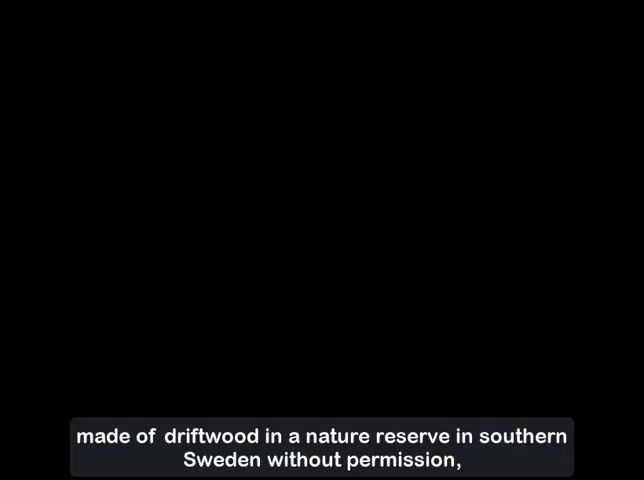 made of driftwood in a nature reserve in southern
Sweden without permission,